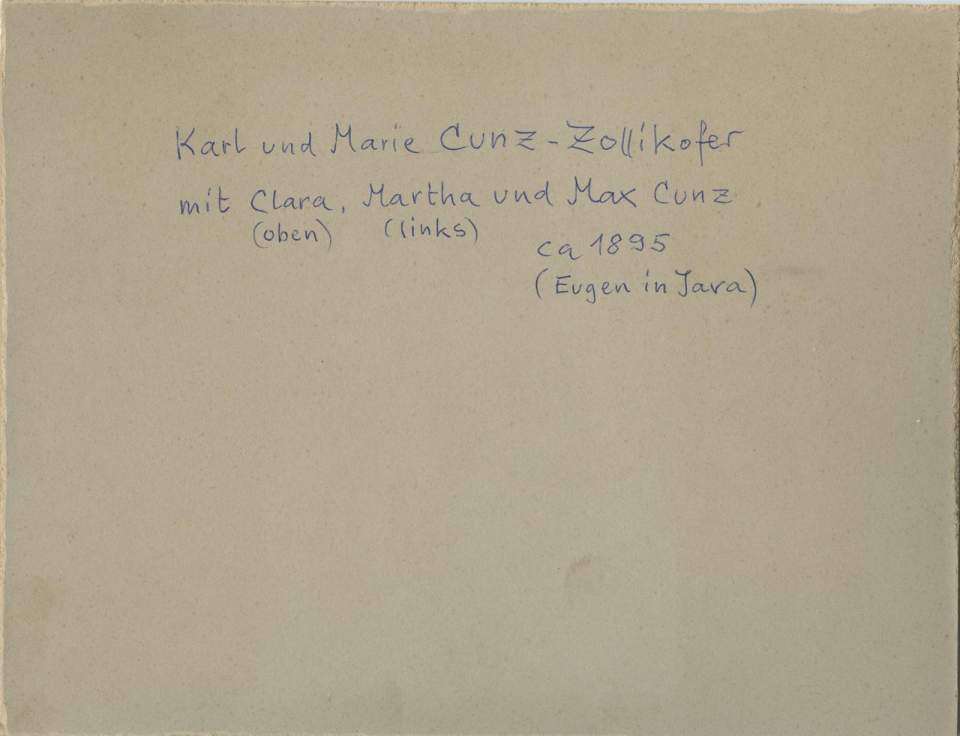 Karl und Marie Cunz-Zollikofer
mit Clara, Martha und Max Cunz
(oben) (links)
ca 1895
(Eugen in Java)